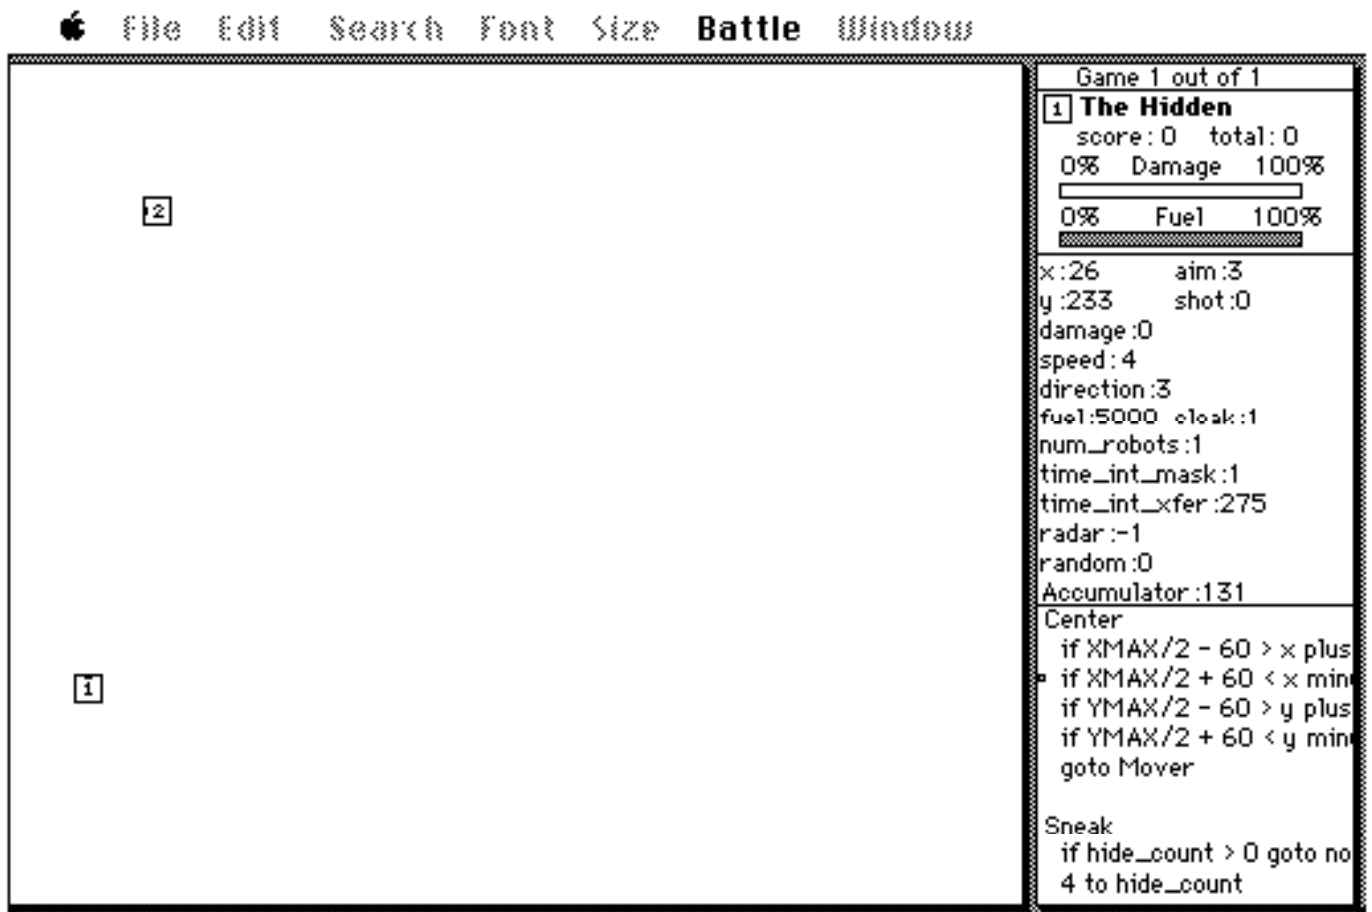 File Edit Search Font Size Battle Window
Game 1 out of 1
1 The Hidden
score: 0 total: 0
0% Damage 100%
0% Fuel 100%
x :26 aim :3
y :233 shot :0
damage :0
speed : 4
direction :3
fuel :5000 cloak :1
num_robots :1
time_int_mask :1
time_int_xfer :275
radar :-1
random :0
Accumulator :131
Center
if XMAX/2 - 60 > x plus
if XMAX/2 + 60 < x min
if YMAX/2 - 60 > y plus
if YMAX/2 + 60 < y min
goto Mover
Sneak
if hide_count > 0 goto no
4 to hide_count
2
1